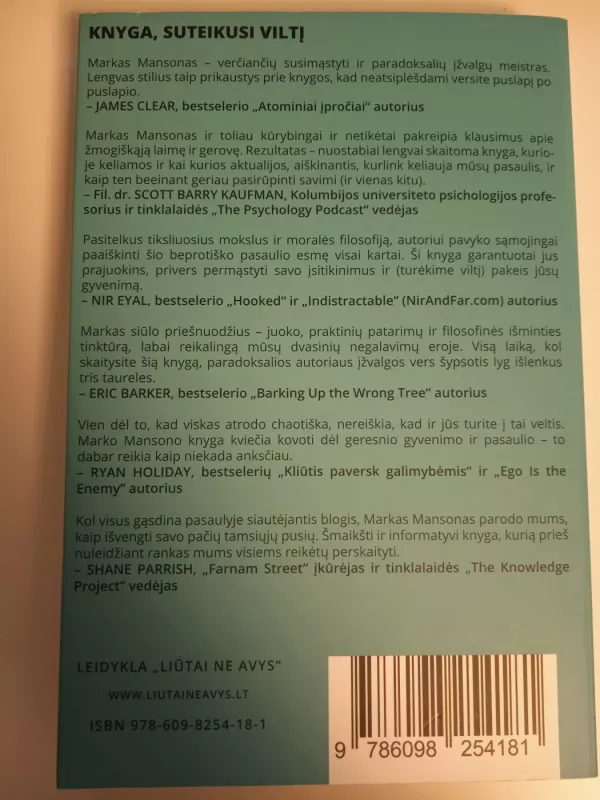 KNYGA, SUTEIKUSI VILTĮ
Markas Mansonas – verčiančių susimąstyti ir paradoksalių įžvalgų meistras.
Lengvas stilius taip prikaustys prie knygos, kad neatsiplėšdami versite puslapį po
puslapio.
– JAMES CLEAR, bestselerio „Atominiai įpročiai“ autorius
Markas Mansonas ir toliau kūrybingai ir netikėtai pakreipia klausimus apie
žmogiškąją laimę ir gerovę. Rezultatas – nuostabiai lengvai skaitoma knyga, kurio-
je keliamos ir kai kurios aktualijos, aiškinantis, kurlink keliauja mūsų pasaulis, ir
kaip ten beeinant geriau pasirūpinti savimi (ir vienas kitu).
– Fil. dr. SCOTT BARRY KAUFMAN, Kolumbijos universiteto psichologijos profe-
sorius ir tinklalaidės „The Psychology Podcast“ vedėjas
Pasitelkus tiksliuosius mokslus ir moralės filosofiją, autoriui pavyko sąmojingai
paaiškinti šio beprotiško pasaulio esmę visai kartai. Ši knyga garantuotai jus
prajuokins, privers permąstyti savo įsitikinimus ir (turėkime viltį) pakeis jūsų
gyvenimą.
– NIR EYAL, bestselerio „Hooked“ ir „Indistractable“ (NirAndFar.com) autorius
Markas siūlo priešnuodžius – juoko, praktinių patarimų ir filosofinės išminties
tinktūrą, labai reikalingą mūsų dvasinių negalavimų eroje. Visą laiką, kol
skaitysite šią knygą, paradoksalios autoriaus įžvalgos vers šypsotis lyg išlenkus
tris taureles.
– ERIC BARKER, bestselerio „Barking Up the Wrong Tree“ autorius
Vien dėl to, kad viskas atrodo chaotiška, nereiškia, kad ir jūs turite į tai veltis.
Marko Mansono knyga kviečia kovoti dėl geresnio gyvenimo ir pasaulio – to
dabar reikia kaip niekada anksčiau.
– RYAN HOLIDAY, bestselerių „Kliūtis paversk galimybėmis“ ir „Ego Is the
Enemy“ autorius
Kol visus gąsdina pasaulyje siautėjantis blogis, Markas Mansonas parodo mums,
kaip išvengti savo pačių tamsiųjų pusių. Šmaikšti ir informatyvi knyga, kurią prieš
nuleidžiant rankas mums visiems reikėtų perskaityti.
– SHANE PARRISH, „Farnam Street“ įkūrėjas ir tinklalaidės „The Knowledge
Project“ vedėjas
LEIDYKLA „LIŪTAI NE AVYS“
WWW.LIUTAINEAVYS.LT
ISBN 978-609-8254-18-1
9 786098 254181